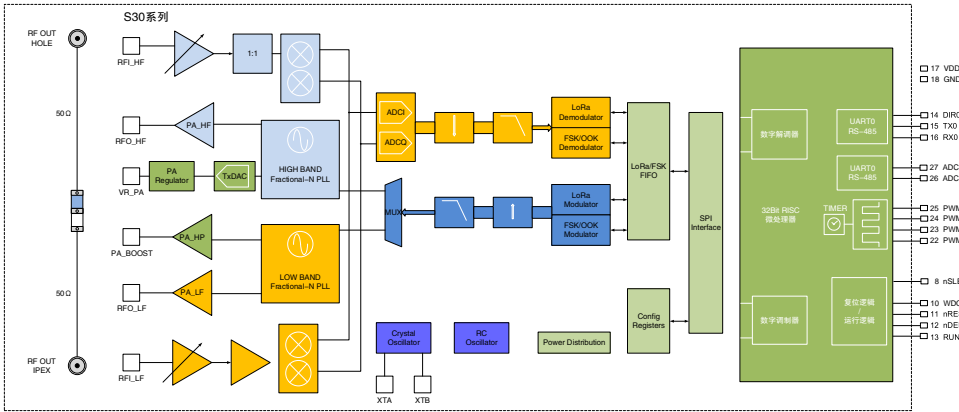 S30系列
RF OUT
HOLE
RFI_HF
1:1
50Ω
PA_HF
RFO_HF
HIGH BAND
Fractional-N PLL
PA
Regulator
TxDAC
VR_PA
PA_HP
PA_BOOST
LOW BAND
Fractional-N PLL
50Ω
PA_LF
RFO_LF
RF OUT
IPEX
RFI_LF
ADCI
ADCQ
MUX
LoRa
Demodulator
FSK/OOK
Demodulator
LoRa
Modulator
FSK/OOK
Modulator
LoRa/FSK
FIFO
SPI
Interface
Crystal
Oscillator
XTA
XTB
RC
Oscillator
Power Distribution
Config
Registers
数字解调器
UART0
RS-485
UART0
RS-485
32Bit RISC
微处理器
TIMER
数字调制器
复位逻辑
/
运行逻辑
17 VDD
18 GND
14 DIRC
15 TX0
16 RX0
27 ADC
26 ADC
25 PWM
24 PWM
23 PWM
22 PWM
8 nSLE
10 WDO
11 nRE
12 nDE
13 RUN